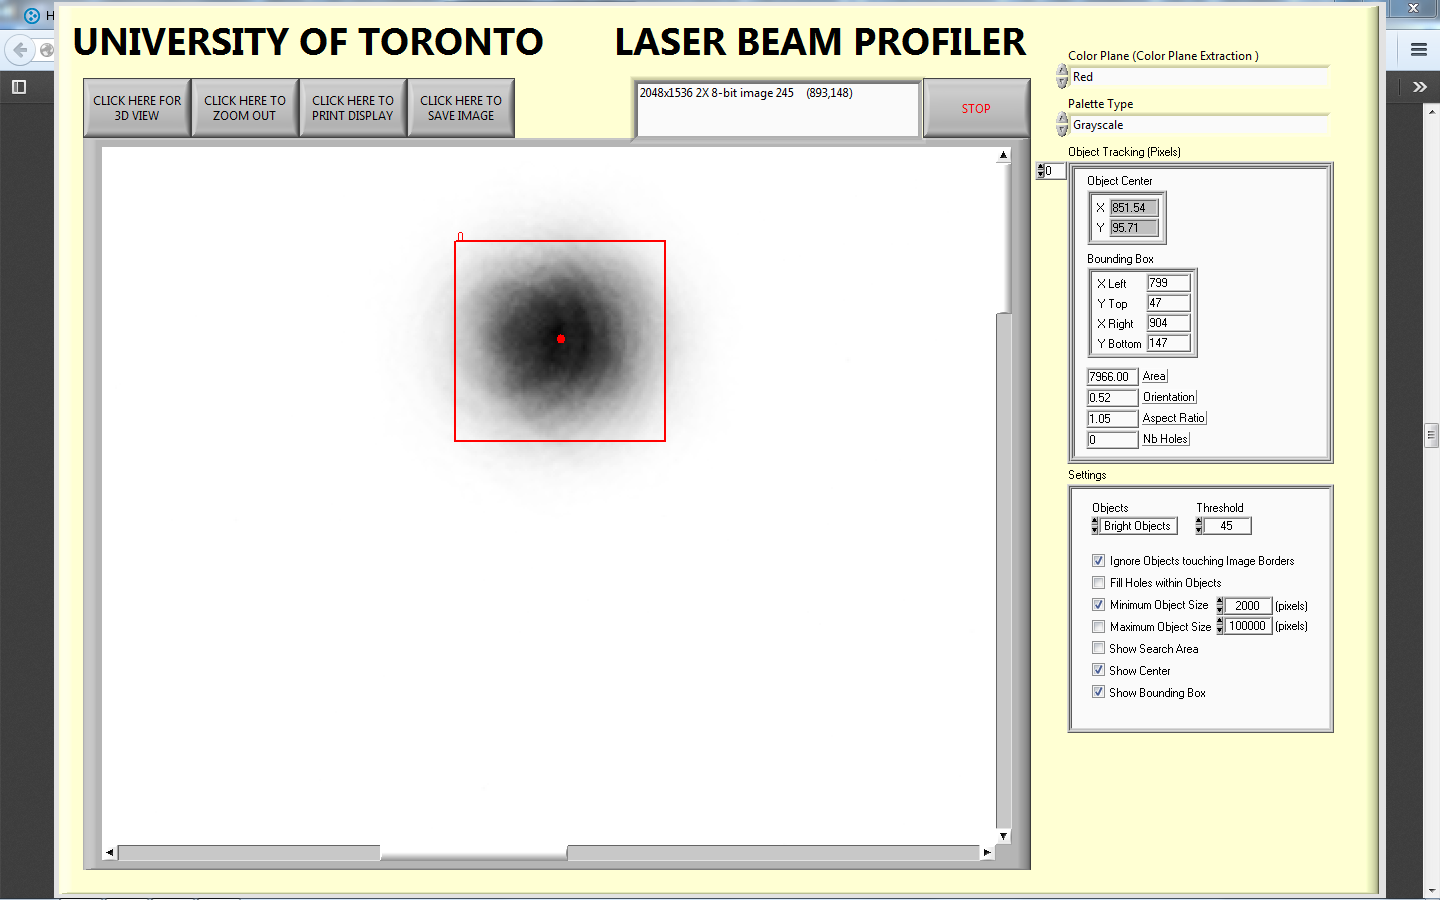 H
UNIVERSITY OF TORONTO
LASER BEAM PROFILER
CLICK HERE FOR
3D VIEW
CLICK HERE TO
ZOOM OUT
CLICK HERE TO
PRINT DISPLAY
CLICK HERE TO
SAVE IMAGE
2048x1536 2X 8-bit image 245 (893,148)
STOP
Color Plane (Color Plane Extraction )
Red
Palette Type
Grayscale
Object Tracking (Pixels)
0
Object Center
X 851.54
Y 95.71
Bounding Box
X Left 799
Y Top 47
X Right 904
Y Bottom 147
7966.00 Area
0.52 Orientation
1.05 Aspect Ratio
0 Nb Holes
0
Settings
Objects
Bright Objects
Threshold
45
Ignore Objects touching Image Borders
Fill Holes within Objects
Minimum Object Size 2000 (pixels)
Maximum Object Size 100000 (pixels)
Show Search Area
Show Center
Show Bounding Box